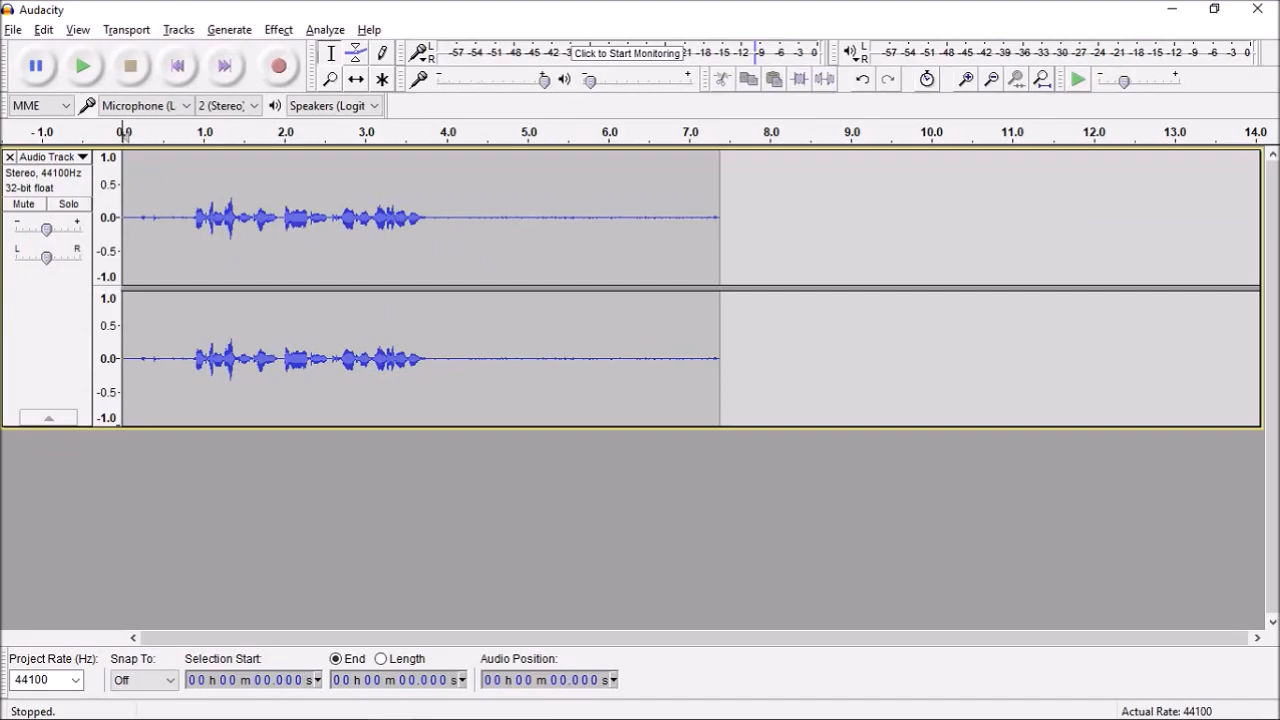 Audacity
File Edit View Transport Tracks Generate Effect Analyze Help
L R -57 -54 -51 -48 -45 -42 -3 Click to Start Monitoring 21 -18 -15 -12 -9 -6 -3 0
L R -57 -54 -51 -48 -45 -42 -39 -36 -33 -30 -27 -24 -21 -18 -15 -12 -9 -6 -3 0
- +
- +
- +
MME Microphone (L 2 (Stereo) Speakers (Logit
- 1.0 0.0 1.0 2.0 3.0 4.0 5.0 6.0 7.0 8.0 9.0 10.0 11.0 12.0 13.0 14.0
Audio Track
Stereo, 44100Hz
32-bit float
Mute Solo
- +
L R
1.0
0.5
0.0
-0.5
-1.0
1.0
0.5
0.0
-0.5
-1.0
Project Rate (Hz): Snap To: Selection Start: End Length Audio Position:
44100 Off 00 h 00 m 00.000 s 00 h 00 m 00.000 s 00 h 00 m 00.000 s
Stopped. Actual Rate: 44100